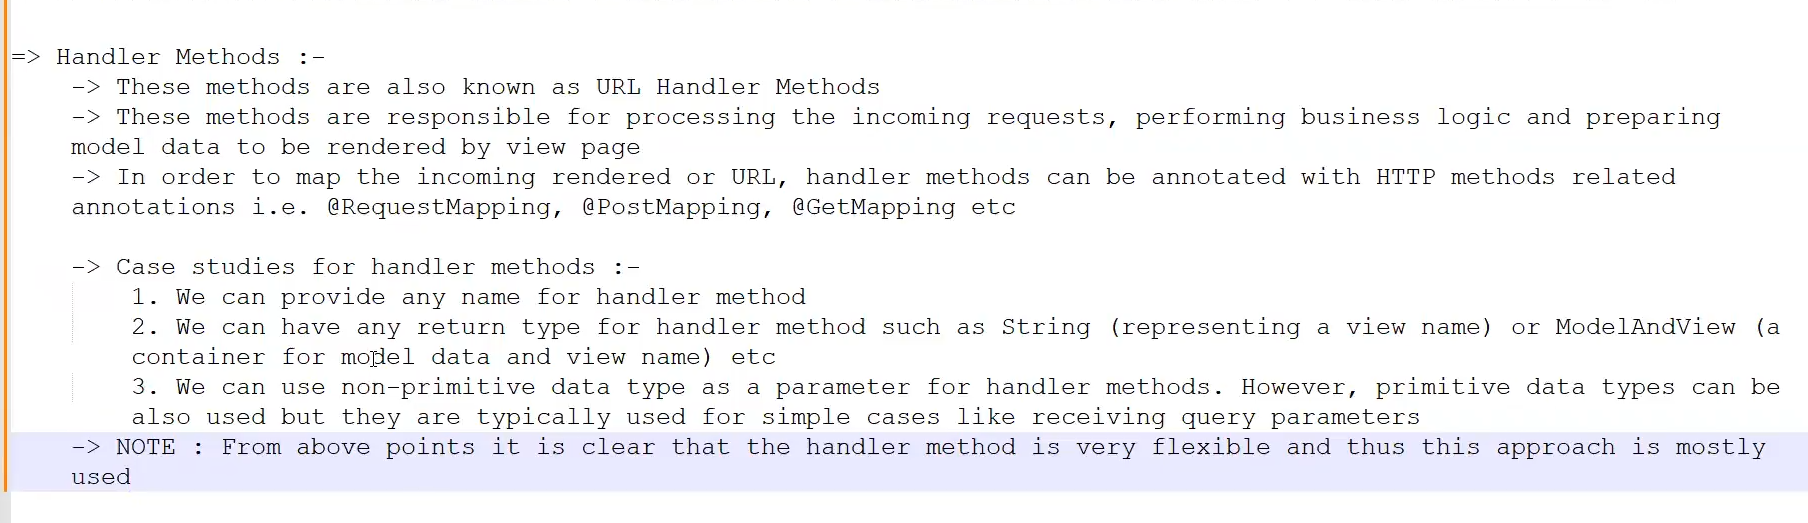 => Handler Methods :-
-> These methods are also known as URL Handler Methods
-> These methods are responsible for processing the incoming requests, performing business logic and preparing
model data to be rendered by view page
-> In order to map the incoming rendered or URL, handler methods can be annotated with HTTP methods related
annotations i.e. @RequestMapping, @PostMapping, @GetMapping etc
-> Case studies for handler methods :-
1. We can provide any name for handler method
2. We can have any return type for handler method such as String (representing a view name) or ModelAndView (a
container for model data and view name) etc
3. We can use non-primitive data type as a parameter for handler methods. However, primitive data types can be
also used but they are typically used for simple cases like receiving query parameters
-> NOTE : From above points it is clear that the handler method is very flexible and thus this approach is mostly
used